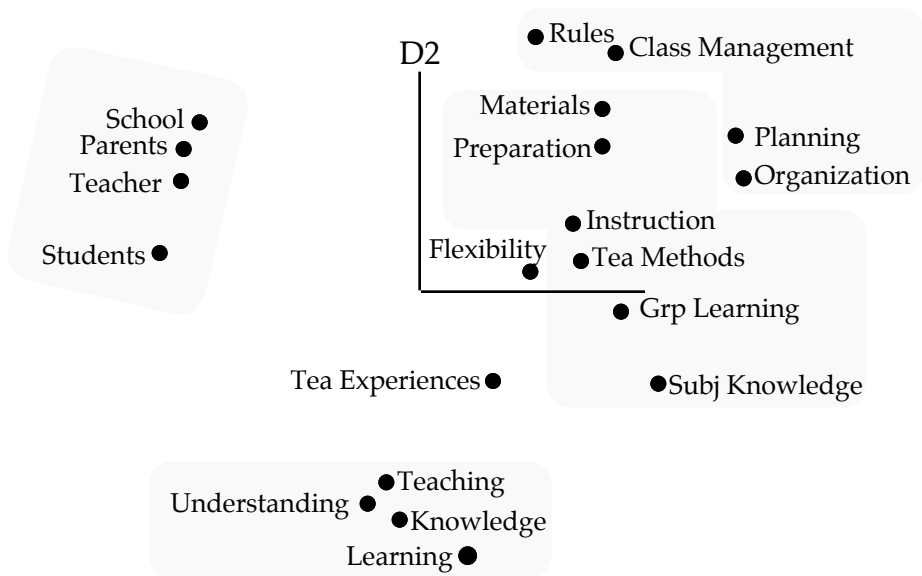 Rules
Class Management
D2
School
Materials
Parents
Preparation
Planning
Teacher
Organization
Instruction
Students
Flexibility
Tea Methods
Grp Learning
Tea Experiences
Subj Knowledge
Teaching
Understanding
Knowledge
Learning